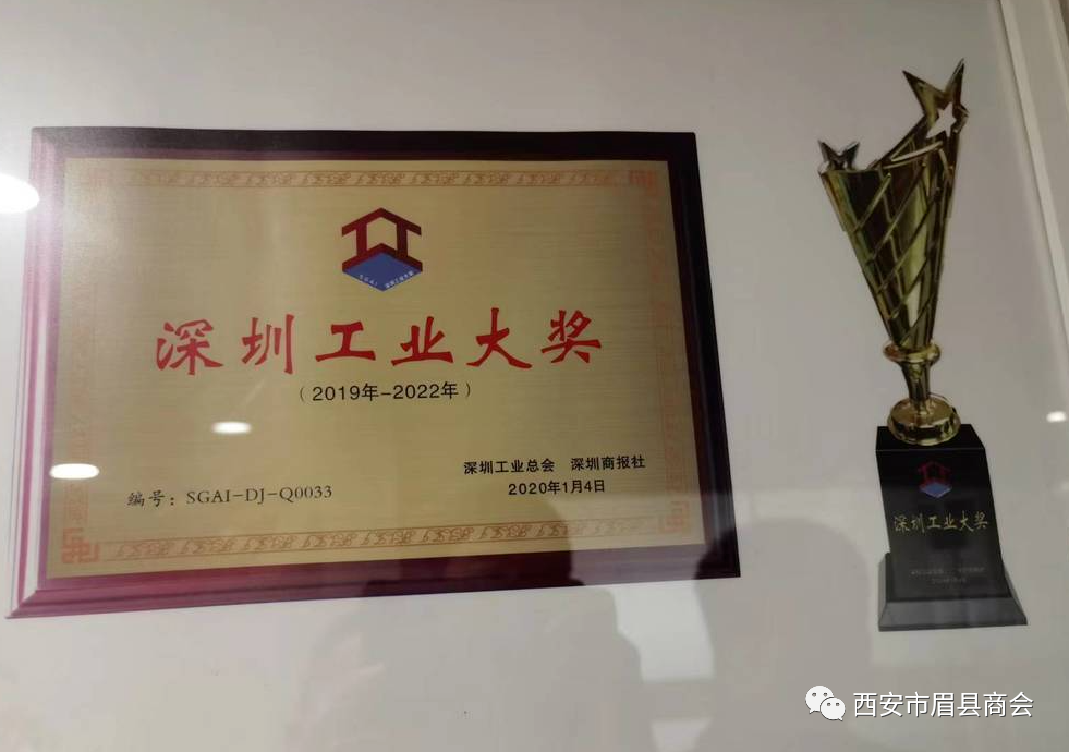 深圳工业大奖
（2019年-2022年）
深圳工业总会 深圳商报社
2020年1月4日
编号：SGAI-DJ-Q0033
深圳工业大奖
西安市眉县商会